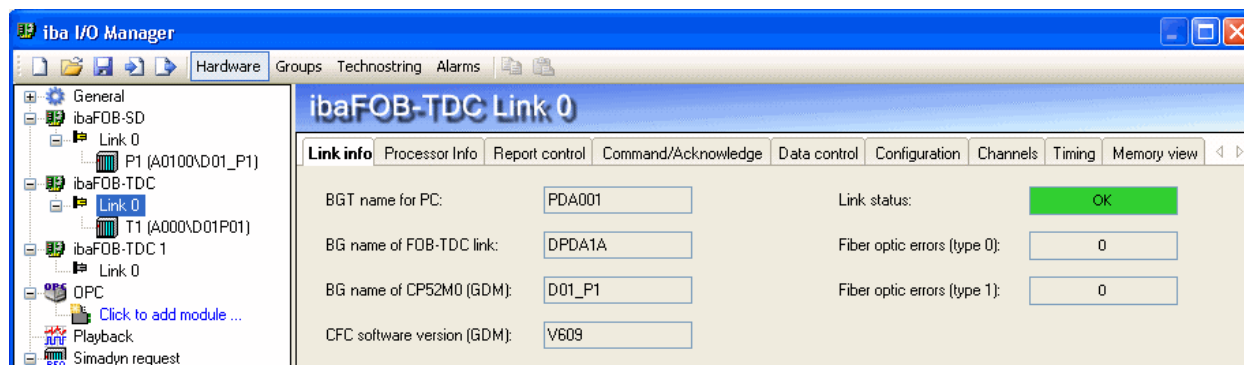 iba I/O Manager
Hardware Groups Technostring Alarms
General
ibaFOB-SD
Link 0
P1 (A0100\D01_P1)
ibaFOB-TDC
Link 0
T1 (A000\D01P01)
ibaFOB-TDC 1
Link 0
OPC
Click to add module ...
Playback
Simadyn request
ibaFOB-TDC Link 0
Link info Processor Info Report control Command/Acknowledge Data control Configuration Channels Timing Memory view
BGT name for PC: PDA001 Link status: OK
BG name of FOB-TDC link: DPDA1A Fiber optic errors (type 0): 0
BG name of CP52M0 (GDM): D01_P1 Fiber optic errors (type 1): 0
CFC software version (GDM): V609